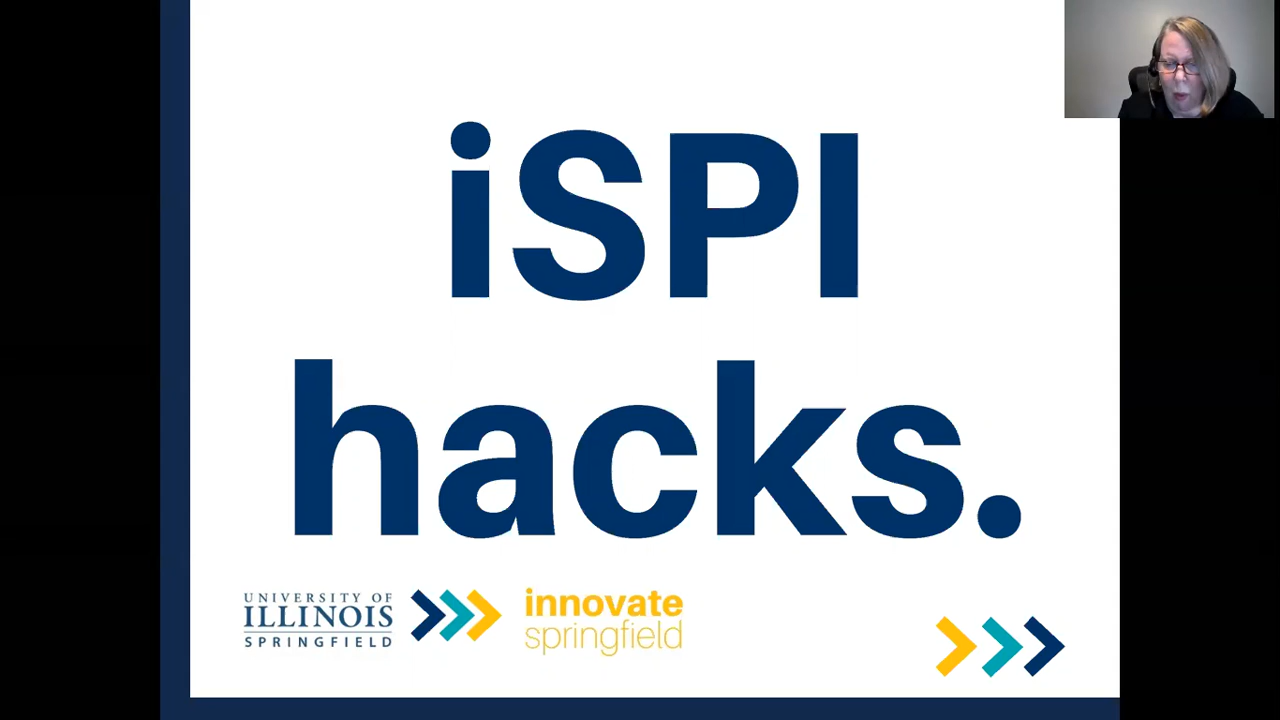 iSPI
hacks.
UNIVERSITY OF
ILLINOIS
SPRINGFIELD
innovate
springfield